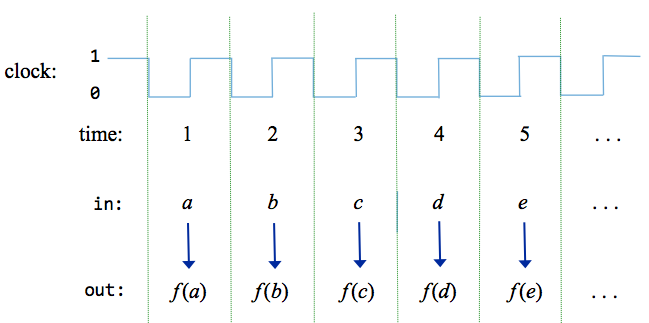 clock: 1
0
time: 1 2 3 4 5 ...
in: a b c d e ...
out: f(a) f(b) f(c) f(d) f(e) ...